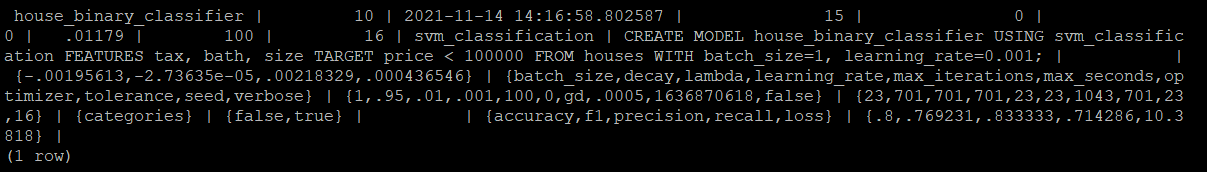 house_binary_classifier | 10 | 2021-11-14 14:16:58.802587 | 15 | 0 |
0 | .01179 | 100 | 16 | svm_classification | CREATE MODEL house_binary_classifier USING svm_classific
ation FEATURES tax, bath, size TARGET price < 100000 FROM houses WITH batch_size=1, learning_rate=0.001; | |
{-.00195613,-2.73635e-05,.00218329,.000436546} | {batch_size,decay,lambda,learning_rate,max_iterations,max_seconds,op
timizer,tolerance,seed,verbose} | {1,.95,.01,.001,100,0,gd,.0005,1636870618,false} | {23,701,701,701,23,23,1043,701,23
,16} | {categories} | {false,true} | | {accuracy,f1,precision,recall,loss} | {.8,.769231,.833333,.714286,10.3
818} |
(1 row)